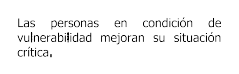 Las personas en condición de
vulnerabilidad mejoran su situación
crítica.